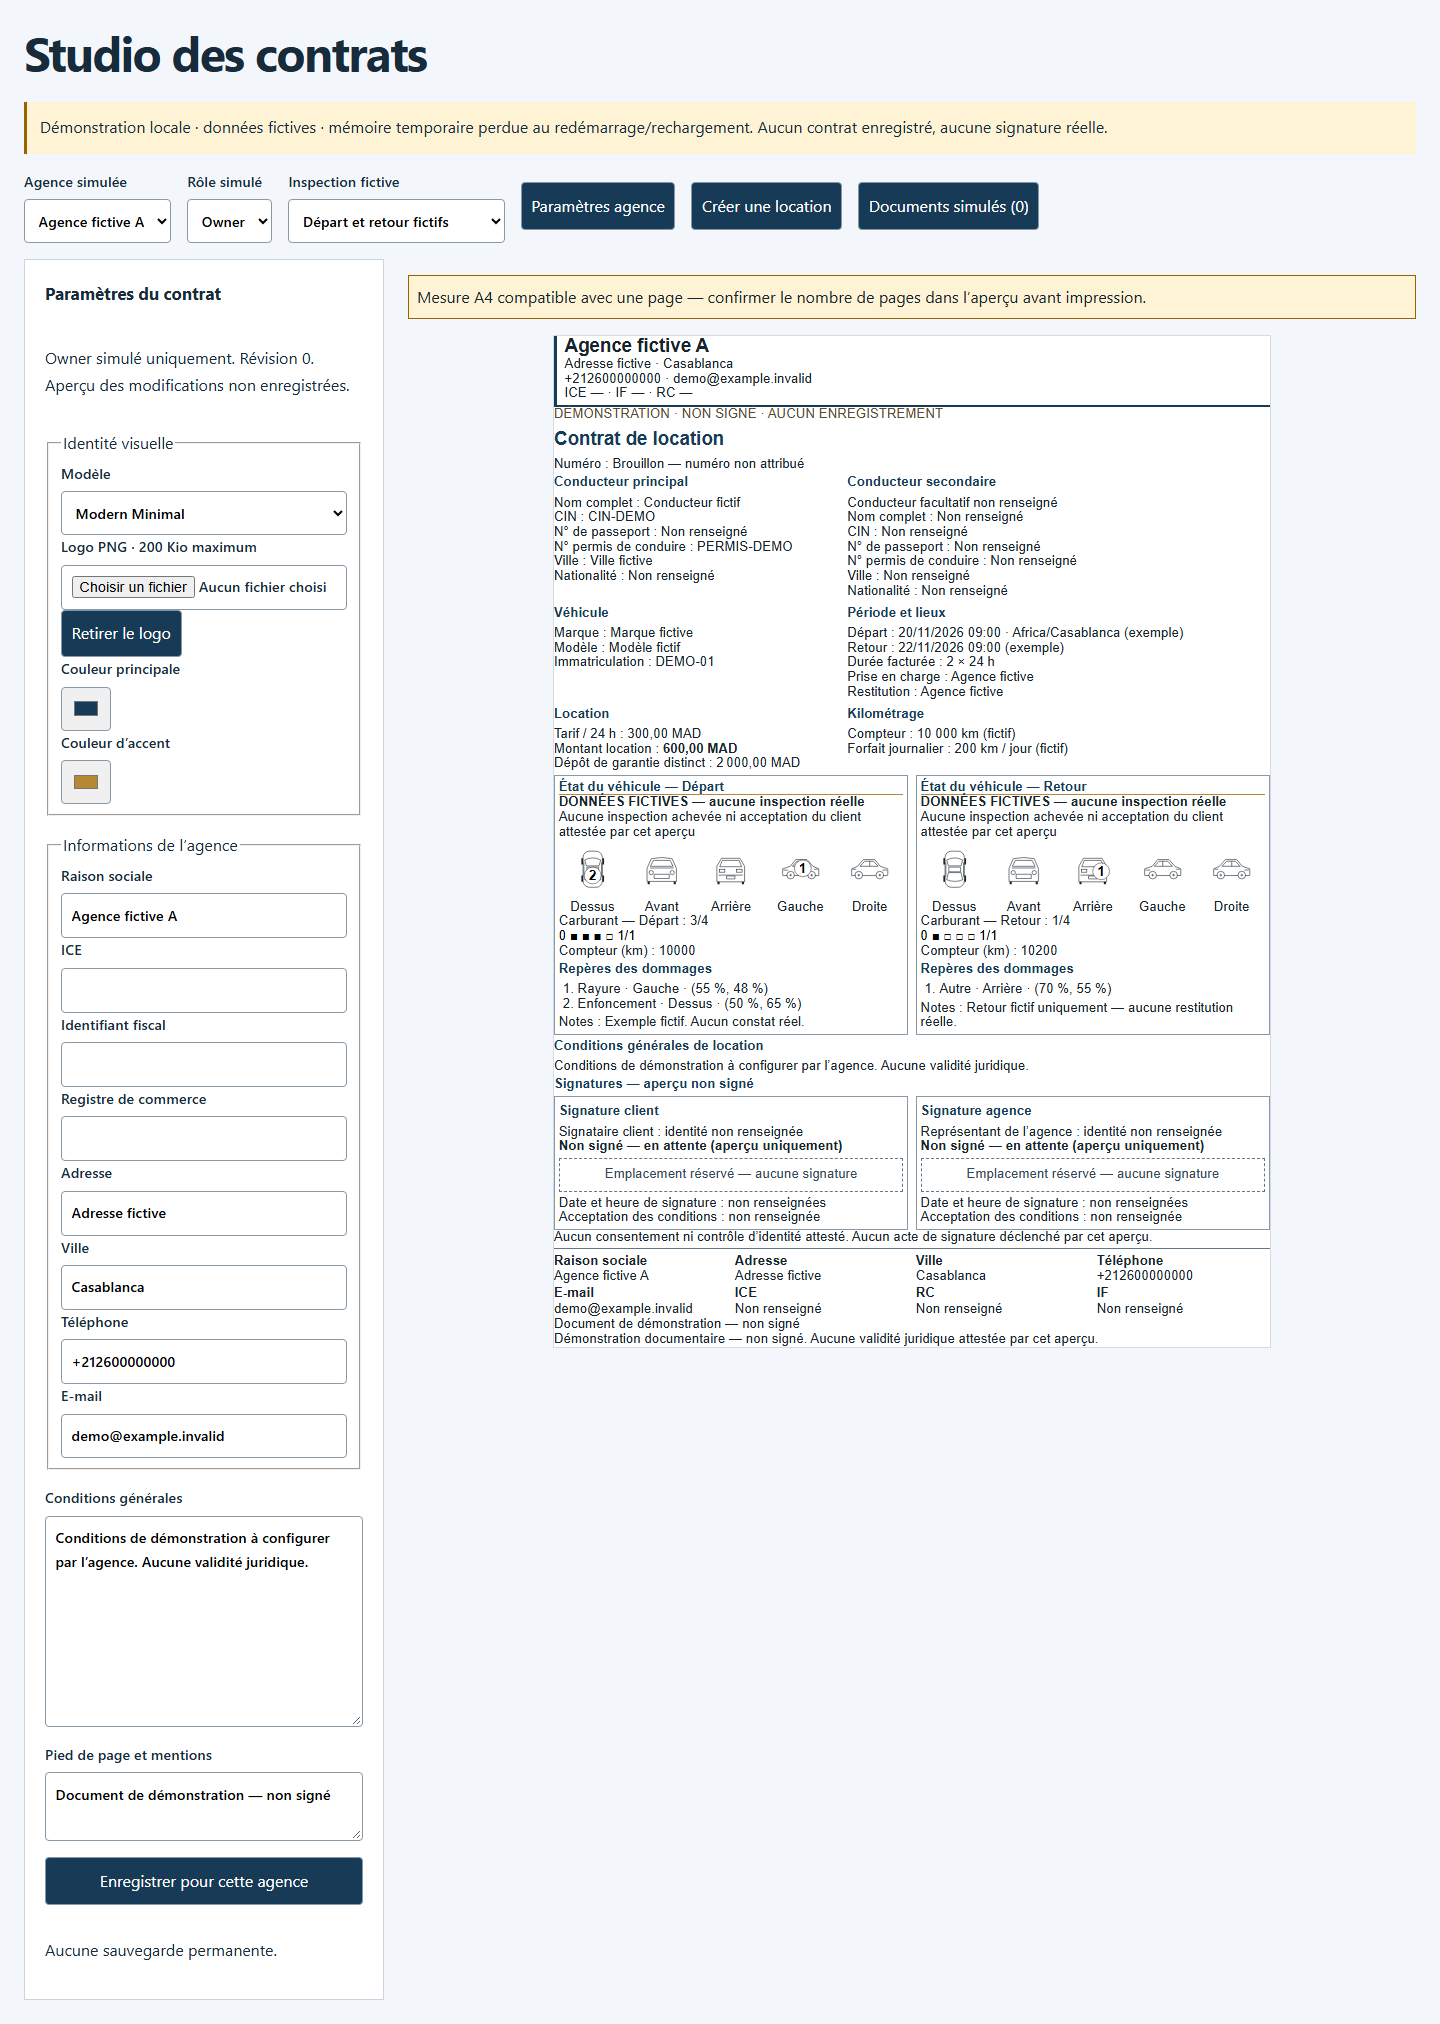 Studio des contrats
Démonstration locale · données fictives · mémoire temporaire perdue au redémarrage/rechargement. Aucun contrat enregistré, aucune signature réelle.
Agence simulée
Rôle simulé
Inspection fictive
Agence fictive A
Owner
Départ et retour fictifs
Paramètres agence
Créer une location
Documents simulés (0)
Paramètres du contrat
Owner simulé uniquement. Révision 0.
Aperçu des modifications non enregistrées.
Identité visuelle
Modèle
Modern Minimal
Logo PNG · 200 Kio maximum
Choisir un fichier Aucun fichier choisi
Retirer le logo
Couleur principale
Couleur d’accent
Informations de l’agence
Raison sociale
Agence fictive A
ICE
Identifiant fiscal
Registre de commerce
Adresse
Adresse fictive
Ville
Casablanca
Téléphone
+212600000000
E-mail
demo@example.invalid
Conditions générales
Conditions de démonstration à configurer
par l’agence. Aucune validité juridique.
Pied de page et mentions
Document de démonstration — non signé
Enregistrer pour cette agence
Aucune sauvegarde permanente.
Mesure A4 compatible avec une page — confirmer le nombre de pages dans l’aperçu avant impression.
Agence fictive A
Adresse fictive · Casablanca
+212600000000 · demo@example.invalid
ICE — · IF — · RC —
DÉMONSTRATION · NON SIGNÉ · AUCUN ENREGISTREMENT
Contrat de location
Numéro : Brouillon — numéro non attribué
Conducteur principal
Nom complet : Conducteur fictif
CIN : CIN-DEMO
N° de passeport : Non renseigné
N° permis de conduire : PERMIS-DEMO
Ville : Ville fictive
Nationalité : Non renseigné
Conducteur secondaire
Conducteur facultatif non renseigné
Nom complet : Non renseigné
CIN : Non renseigné
N° de passeport : Non renseigné
N° permis de conduire : Non renseigné
Ville : Non renseigné
Nationalité : Non renseigné
Véhicule
Marque : Marque fictive
Modèle : Modèle fictif
Immatriculation : DEMO-01
Période et lieux
Départ : 20/11/2026 09:00 · Africa/Casablanca (exemple)
Retour : 22/11/2026 09:00 (exemple)
Durée facturée : 2 × 24 h
Prise en charge : Agence fictive
Restitution : Agence fictive
Location
Tarif / 24 h : 300,00 MAD
Montant location : 600,00 MAD
Dépôt de garantie distinct : 2 000,00 MAD
Kilométrage
Compteur : 10 000 km (fictif)
Forfait journalier : 200 km / jour (fictif)
État du véhicule — Départ
DONNÉES FICTIVES — aucune inspection réelle
Aucune inspection achevée ni acceptation du client
attestée par cet aperçu
2
1
Dessus Avant Arrière Gauche Droite
Carburant — Départ : 3/4
0 ■ ■ ■ □ 1/1
Compteur (km) : 10000
Repères des dommages
1. Rayure · Gauche · (55 %, 48 %)
2. Enfoncement · Dessus · (50 %, 65 %)
Notes : Exemple fictif. Aucun constat réel.
État du véhicule — Retour
DONNÉES FICTIVES — aucune inspection réelle
Aucune inspection achevée ni acceptation du client
attestée par cet aperçu
1
Dessus Avant Arrière Gauche Droite
Carburant — Retour : 1/4
0 ■ □ □ □ 1/1
Compteur (km) : 10200
Repères des dommages
1. Autre · Arrière · (70 %, 55 %)
Notes : Retour fictif uniquement — aucune restitution
réelle.
Conditions générales de location
Conditions de démonstration à configurer par l’agence. Aucune validité juridique.
Signatures — aperçu non signé
Signature client
Signataire client : identité non renseignée
Non signé — en attente (aperçu uniquement)
Emplacement réservé — aucune signature
Date et heure de signature : non renseignées
Acceptation des conditions : non renseignée
Signature agence
Représentant de l’agence : identité non renseignée
Non signé — en attente (aperçu uniquement)
Emplacement réservé — aucune signature
Date et heure de signature : non renseignées
Acceptation des conditions : non renseignée
Aucun consentement ni contrôle d’identité attesté. Aucun acte de signature déclenché par cet aperçu.
Raison sociale Adresse Ville Téléphone
Agence fictive A Adresse fictive Casablanca +212600000000
E-mail ICE RC IF
demo@example.invalid Non renseigné Non renseigné Non renseigné
Document de démonstration — non signé
Démonstration documentaire — non signé. Aucune validité juridique attestée par cet aperçu.